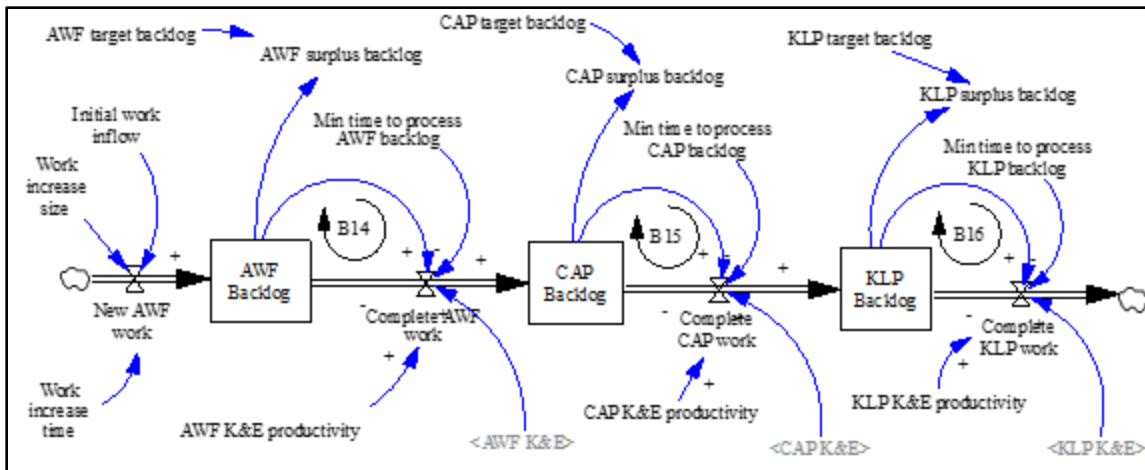 AWF target backlog
AWF surplus backlog
CAP target backlog
CAP surplus backlog
KLP target backlog
KLP surplus backlog
Initial work
inflow
Work
increase
size
Min time to process
AWF backlog
Min time to process
CAP backlog
Min time to process
KLP backlog
B14
B15
B16
+
+
-
+
+
-
+
+
-
AWF
Backlog
CAP
Backlog
KLP
Backlog
New AWF
work
-
Complete AWF
work
+
-
Complete
CAP work
+
-
Complete
KLP work
+
Work
increase
time
AWF K&E productivity
<AWF K&E>
CAP K&E productivity
<CAP K&E>
KLP K&E productivity
<KLP K&E>